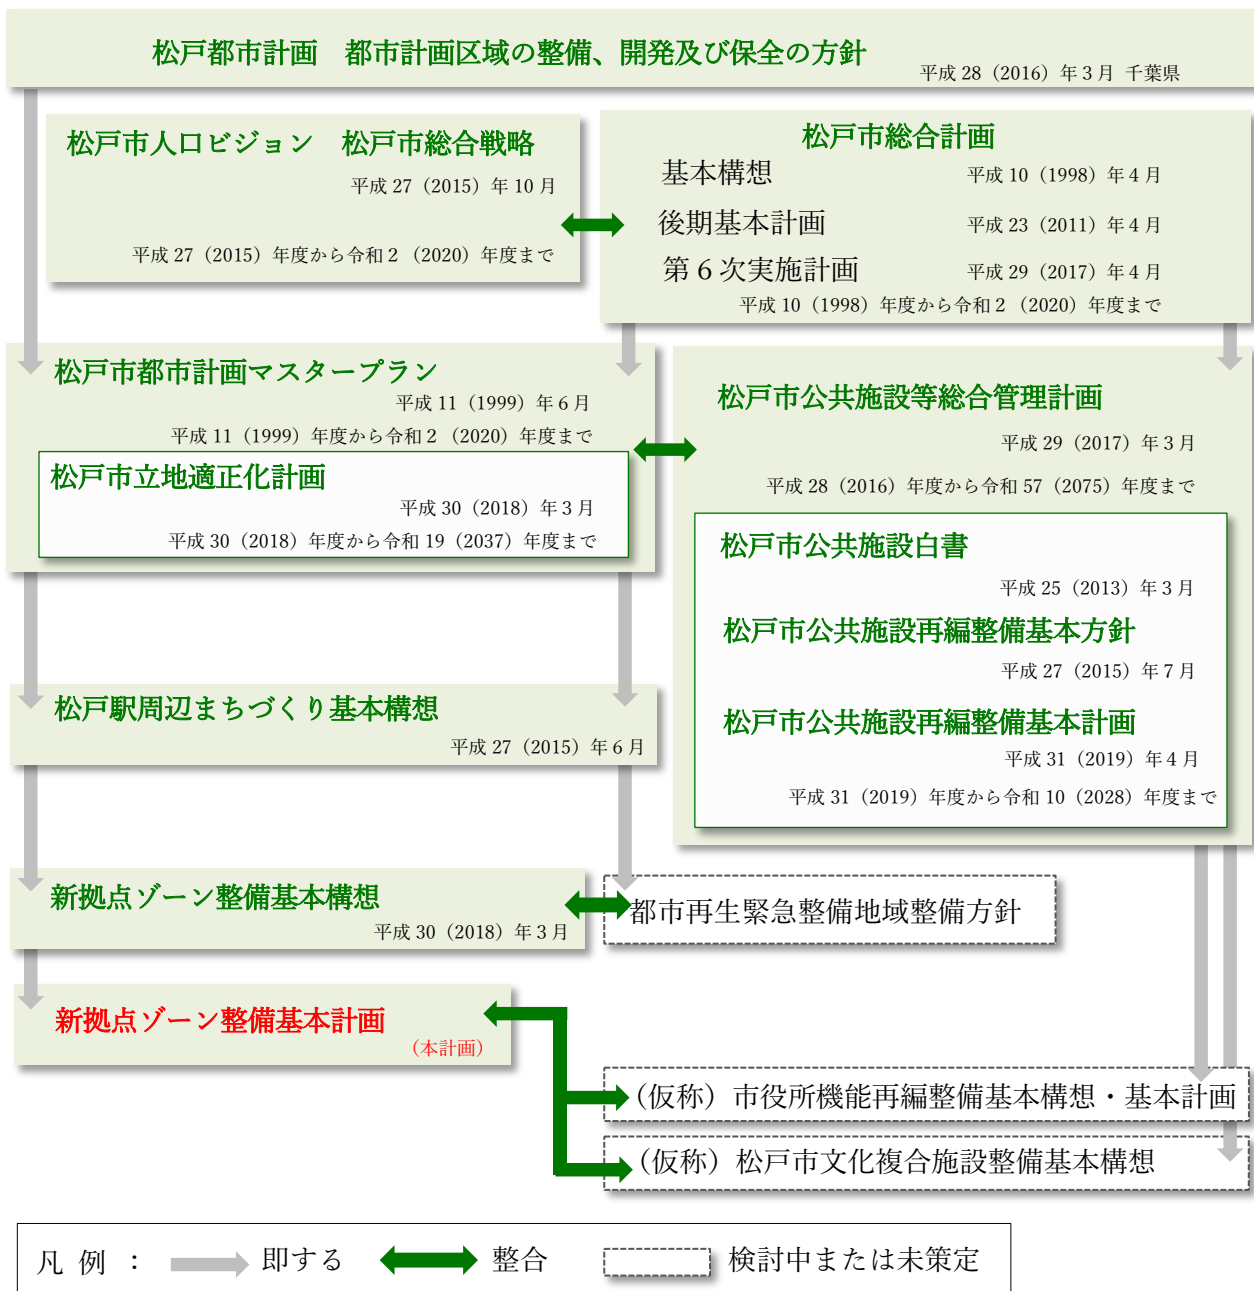 松戸都市計画　都市計画区域の整備、開発及び保全の方針
平成 28（2016）年３月 千葉県
松戸市人口ビジョン　松戸市総合戦略
平成 27（2015）年 10 月
平成 27（2015）年度から令和２（2020）年度まで
松戸市総合計画
基本構想
平成 10（1998）年４月
後期基本計画
平成 23（2011）年４月
第６次実施計画
平成 29（2017）年４月
平成 10（1998）年度から令和２（2020）年度まで
松戸市都市計画マスタープラン
平成 11（1999）年６月
平成 11（1999）年度から令和２（2020）年度まで
松戸市立地適正化計画
平成 30（2018）年３月
平成 30（2018）年度から令和 19（2037）年度まで
松戸市公共施設等総合管理計画
平成 29（2017）年３月
平成 28（2016）年度から令和 57（2075）年度まで
松戸市公共施設白書
平成 25（2013）年３月
松戸市公共施設再編整備基本方針
平成 27（2015）年７月
松戸市公共施設再編整備基本計画
平成 31（2019）年４月
平成 31（2019）年度から令和 10（2028）年度まで
松戸駅周辺まちづくり基本構想
平成 27（2015）年６月
新拠点ゾーン整備基本構想
平成 30（2018）年３月
都市再生緊急整備地域整備方針
新拠点ゾーン整備基本計画
（本計画）
（仮称）市役所機能再編整備基本構想・基本計画
（仮称）松戸市文化複合施設整備基本構想
凡 例 ： 即する 整合 検討中または未策定